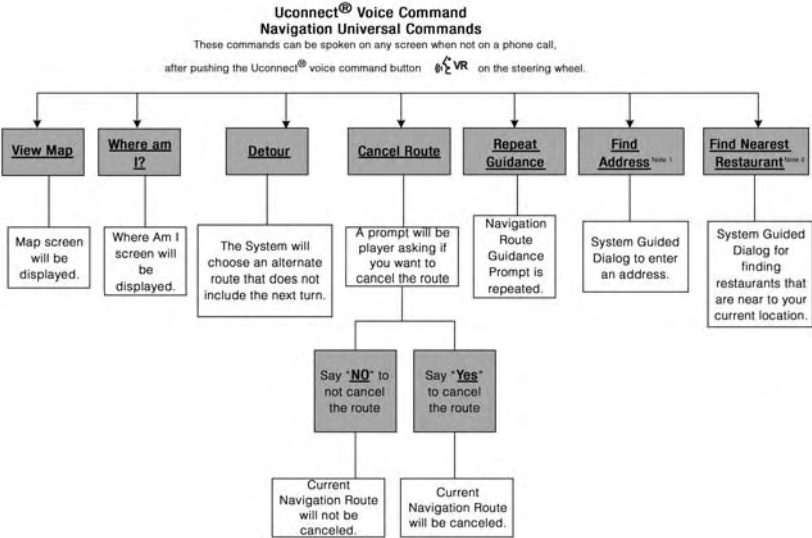 Uconnect® Voice Command
Navigation Universal Commands
These commands can be spoken on any screen when not on a phone call,
after pushing the Uconnect® voice command button VR on the steering wheel.
View Map
Where am
I?
Detour
Cancel Route
Repeat
Guidance
Find
Address Note 1
Find Nearest
Restaurant Note 2
Map screen
will be
displayed.
Where Am I
screen will
be
displayed.
The System will
choose an alternate
route that does not
include the next turn.
A prompt will be
player asking if
you want to
cancel the route
Navigation
Route
Guidance
Prompt is
repeated.
System Guided
Dialog to enter
an address.
System Guided
Dialog for
finding
restaurants that
are near to your
current location.
Say "NO" to
not cancel
the route
Say "Yes"
to cancel
the route
Current
Navigation Route
will not be
canceled.
Current
Navigation Route
will be canceled.